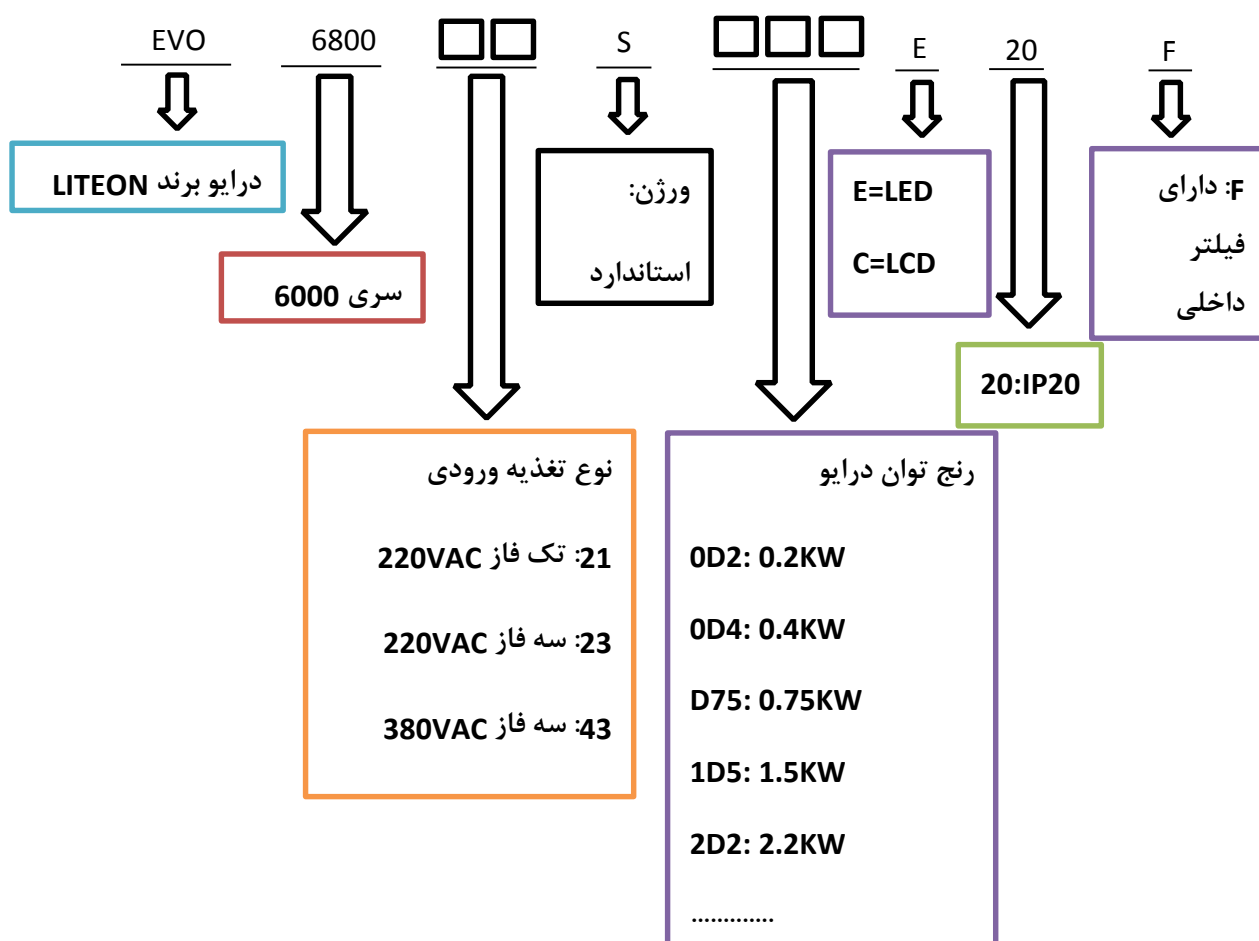 EVO 6800 S E 20 F
درایو برند LITEON
سری 6000
ورژن:
استاندارد
E=LED
C=LCD
F: دارای
فیلتر
داخلی
20:IP20
نوع تغذیه ورودی
21: تک فاز 220VAC
23: سه فاز 220VAC
43: سه فاز 380VAC
رنج توان درایو
0D2: 0.2KW
0D4: 0.4KW
D75: 0.75KW
1D5: 1.5KW
2D2: 2.2KW
.............